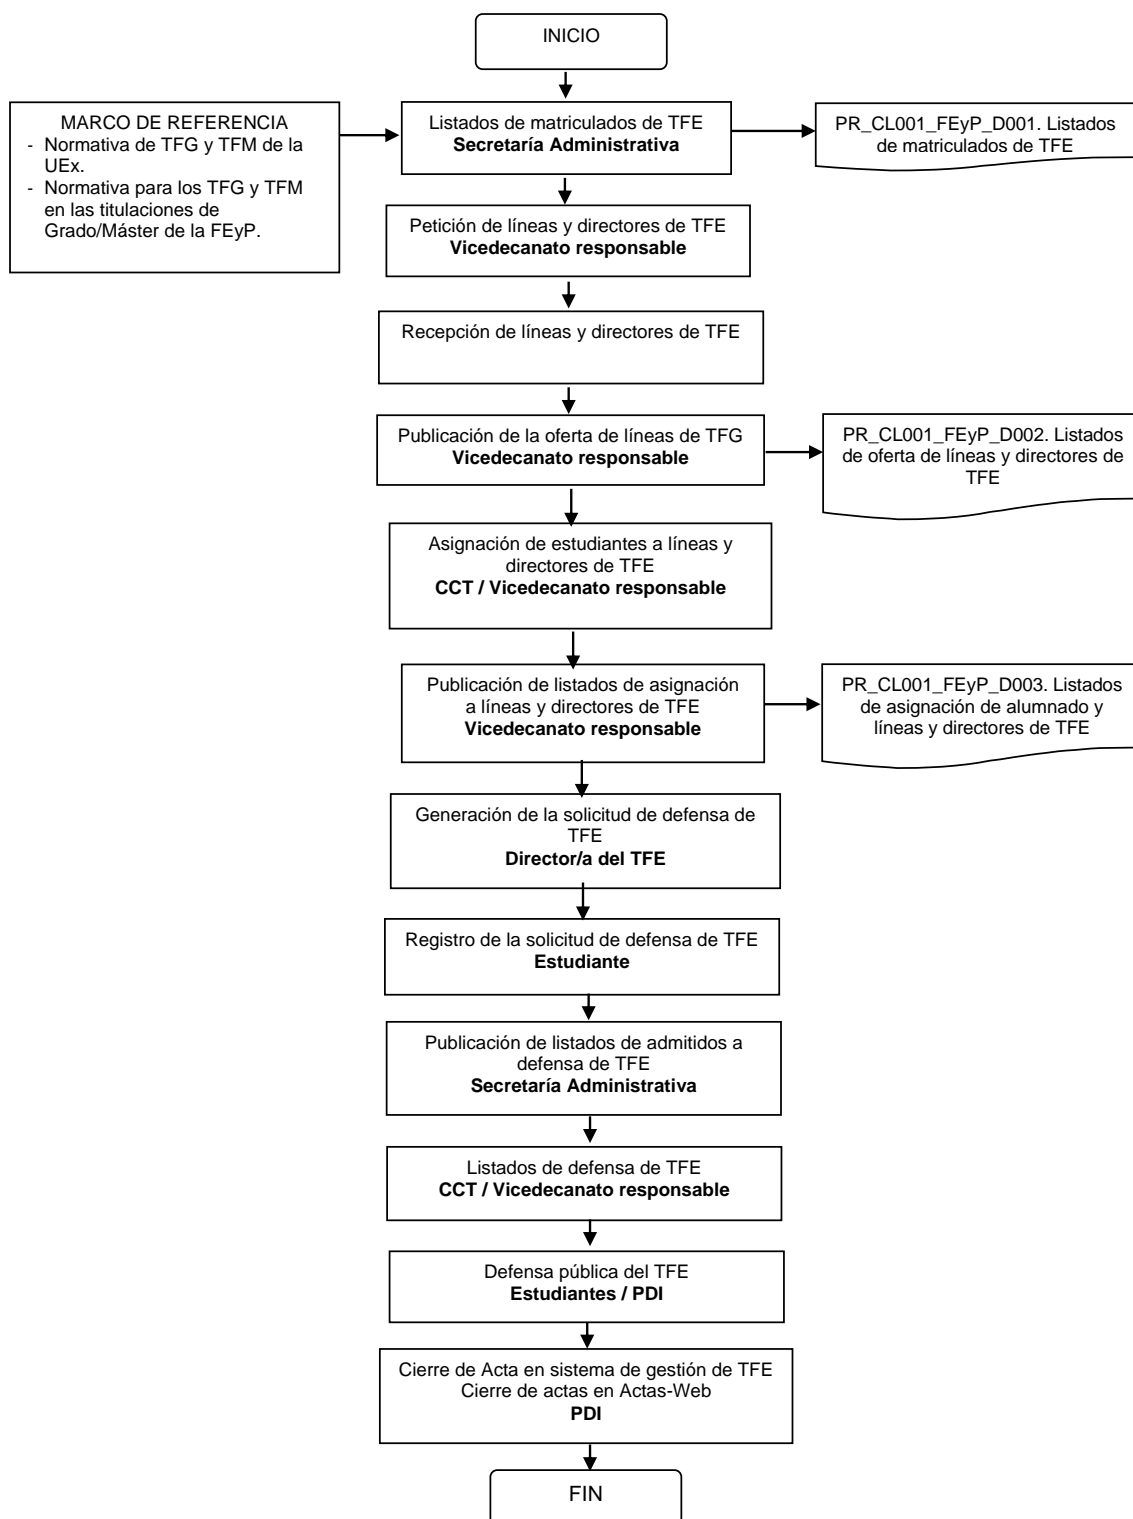 INICIO
MARCO DE REFERENCIA
- Normativa de TFG y TFM de la
UEx.
- Normativa para los TFG y TFM
en las titulaciones de
Grado/Máster de la FEyP.
Listados de matriculados de TFE
Secretaría Administrativa
PR_CL001_FEyP_D001. Listados
de matriculados de TFE
Petición de líneas y directores de TFE
Vicedecanato responsable
Recepción de líneas y directores de TFE
Publicación de la oferta de líneas de TFG
Vicedecanato responsable
PR_CL001_FEyP_D002. Listados
de oferta de líneas y directores de
TFE
Asignación de estudiantes a líneas y
directores de TFE
CCT / Vicedecanato responsable
Publicación de listados de asignación
a líneas y directores de TFE
Vicedecanato responsable
PR_CL001_FEyP_D003. Listados
de asignación de alumnado y
líneas y directores de TFE
Generación de la solicitud de defensa de
TFE
Director/a del TFE
Registro de la solicitud de defensa de TFE
Estudiante
Publicación de listados de admitidos a
defensa de TFE
Secretaría Administrativa
Listados de defensa de TFE
CCT / Vicedecanato responsable
Defensa pública del TFE
Estudiantes / PDI
Cierre de Acta en sistema de gestión de TFE
Cierre de actas en Actas-Web
PDI
FIN